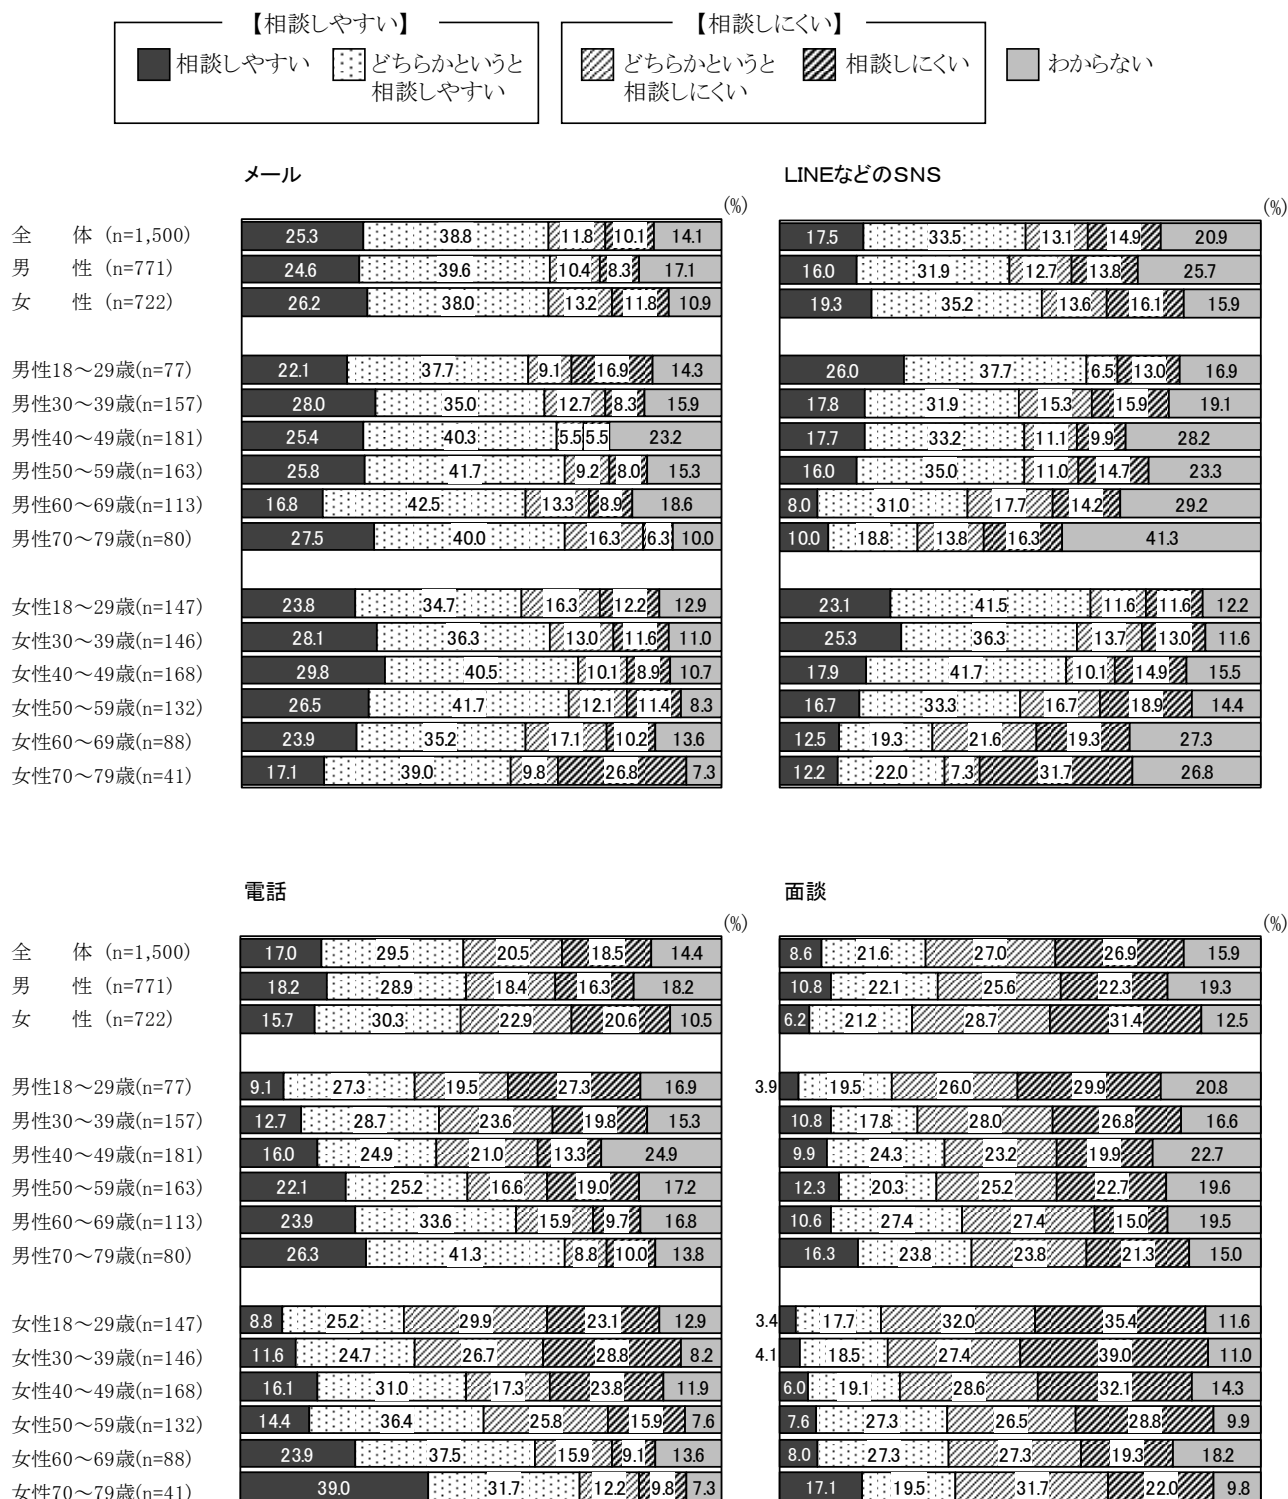 【相談しやすい】 【相談しにくい】
相談しやすい どちらかというと相談しやすい どちらかというと相談しにくい 相談しにくい わからない
メール LINEなどのSNS
(%) (%)
全 体 (n=1,500) 25.3 38.8 11.8 10.1 14.1 17.5 33.5 13.1 14.9 20.9
男 性 (n=771) 24.6 39.6 10.4 8.3 17.1 16.0 31.9 12.7 13.8 25.7
女 性 (n=722) 26.2 38.0 13.2 11.8 10.9 19.3 35.2 13.6 16.1 15.9
男性18～29歳(n=77) 22.1 37.7 9.1 16.9 14.3 26.0 37.7 6.5 13.0 16.9
男性30～39歳(n=157) 28.0 35.0 12.7 8.3 15.9 17.8 31.9 15.3 15.9 19.1
男性40～49歳(n=181) 25.4 40.3 5.5 5.5 23.2 17.7 33.2 11.1 9.9 28.2
男性50～59歳(n=163) 25.8 41.7 9.2 8.0 15.3 16.0 35.0 11.0 14.7 23.3
男性60～69歳(n=113) 16.8 42.5 13.3 8.9 18.6 8.0 31.0 17.7 14.2 29.2
男性70～79歳(n=80) 27.5 40.0 16.3 6.3 10.0 10.0 18.8 13.8 16.3 41.3
女性18～29歳(n=147) 23.8 34.7 16.3 12.2 12.9 23.1 41.5 11.6 11.6 12.2
女性30～39歳(n=146) 28.1 36.3 13.0 11.6 11.0 25.3 36.3 13.7 13.0 11.6
女性40～49歳(n=168) 29.8 40.5 10.1 8.9 10.7 17.9 41.7 10.1 14.9 15.5
女性50～59歳(n=132) 26.5 41.7 12.1 11.4 8.3 16.7 33.3 16.7 18.9 14.4
女性60～69歳(n=88) 23.9 35.2 17.1 10.2 13.6 12.5 19.3 21.6 19.3 27.3
女性70～79歳(n=41) 17.1 39.0 9.8 26.8 7.3 12.2 22.0 7.3 31.7 26.8
電話 面談
(%) (%)
全 体 (n=1,500) 17.0 29.5 20.5 18.5 14.4 8.6 21.6 27.0 26.9 15.9
男 性 (n=771) 18.2 28.9 18.4 16.3 18.2 10.8 22.1 25.6 22.3 19.3
女 性 (n=722) 15.7 30.3 22.9 20.6 10.5 6.2 21.2 28.7 31.4 12.5
男性18～29歳(n=77) 9.1 27.3 19.5 27.3 16.9 3.9 19.5 26.0 29.9 20.8
男性30～39歳(n=157) 12.7 28.7 23.6 19.8 15.3 10.8 17.8 28.0 26.8 16.6
男性40～49歳(n=181) 16.0 24.9 21.0 13.3 24.9 9.9 24.3 23.2 19.9 22.7
男性50～59歳(n=163) 22.1 25.2 16.6 19.0 17.2 12.3 20.3 25.2 22.7 19.6
男性60～69歳(n=113) 23.9 33.6 15.9 9.7 16.8 10.6 27.4 27.4 15.0 19.5
男性70～79歳(n=80) 26.3 41.3 8.8 10.0 13.8 16.3 23.8 23.8 21.3 15.0
女性18～29歳(n=147) 8.8 25.2 29.9 23.1 12.9 3.4 17.7 32.0 35.4 11.6
女性30～39歳(n=146) 11.6 24.7 26.7 28.8 8.2 4.1 18.5 27.4 39.0 11.0
女性40～49歳(n=168) 16.1 31.0 17.3 23.8 11.9 6.0 19.1 28.6 32.1 14.3
女性50～59歳(n=132) 14.4 36.4 25.8 15.9 7.6 7.6 27.3 26.5 28.8 9.9
女性60～69歳(n=88) 23.9 37.5 15.9 9.1 13.6 8.0 27.3 27.3 19.3 18.2
女性70～79歳(n=41) 39.0 31.7 12.2 9.8 7.3 17.1 19.5 31.7 22.0 9.8